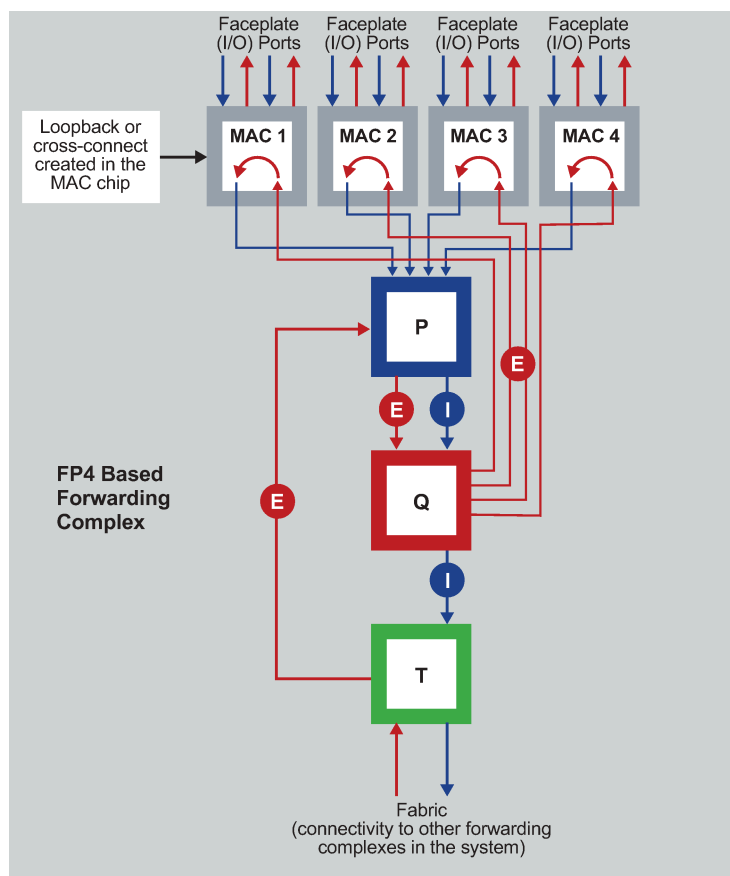 Faceplate
(I/O) Ports
Faceplate
(I/O) Ports
Faceplate
(I/O) Ports
Faceplate
(I/O) Ports
Loopback or
cross-connect
created in the
MAC chip
MAC 1
MAC 2
MAC 3
MAC 4
P
E
E
I
FP4 Based
Forwarding
Complex
E
Q
I
T
Fabric
(connectivity to other forwarding
complexes in the system)